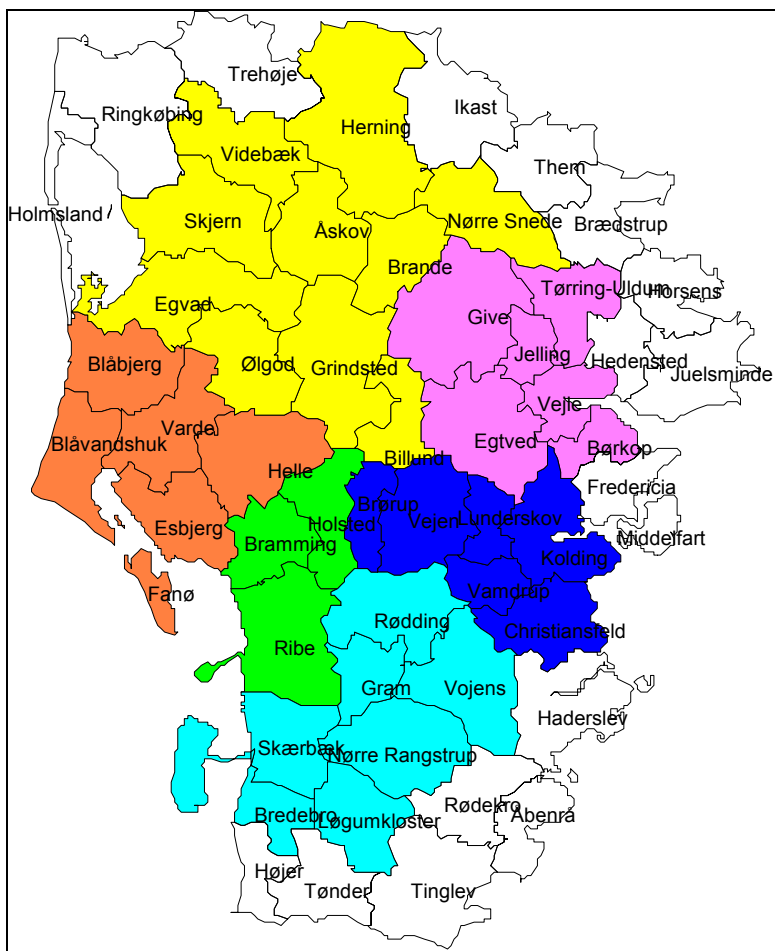 Trehøje
Ikast
Ringkøbing
Herning
Videbæk
Them
Holmsland
Skjern
Åskov
Nørre Snede
Brædstrup
Brande
Tørring-Uldum
Horsens
Egvad
Give
Blåbjerg
Ølgod
Grindsted
Jelling
Hedensted
Juelsminde
Vejle
Varde
Blåvandshuk
Egtved
Børkop
Helle
Billund
Fredericia
Brørup
Esbjerg
Holsted
Vejen
Lunderskov
Middelfart
Bramming
Kolding
Fanø
Vamdrup
Rødding
Christiansfeld
Ribe
Gram
Vojens
Haderslev
Skærbæk
Nørre Rangstrup
Rødekro
Åbenrå
Bredebro
Løgumkloster
Højer
Tønder
Tinglev